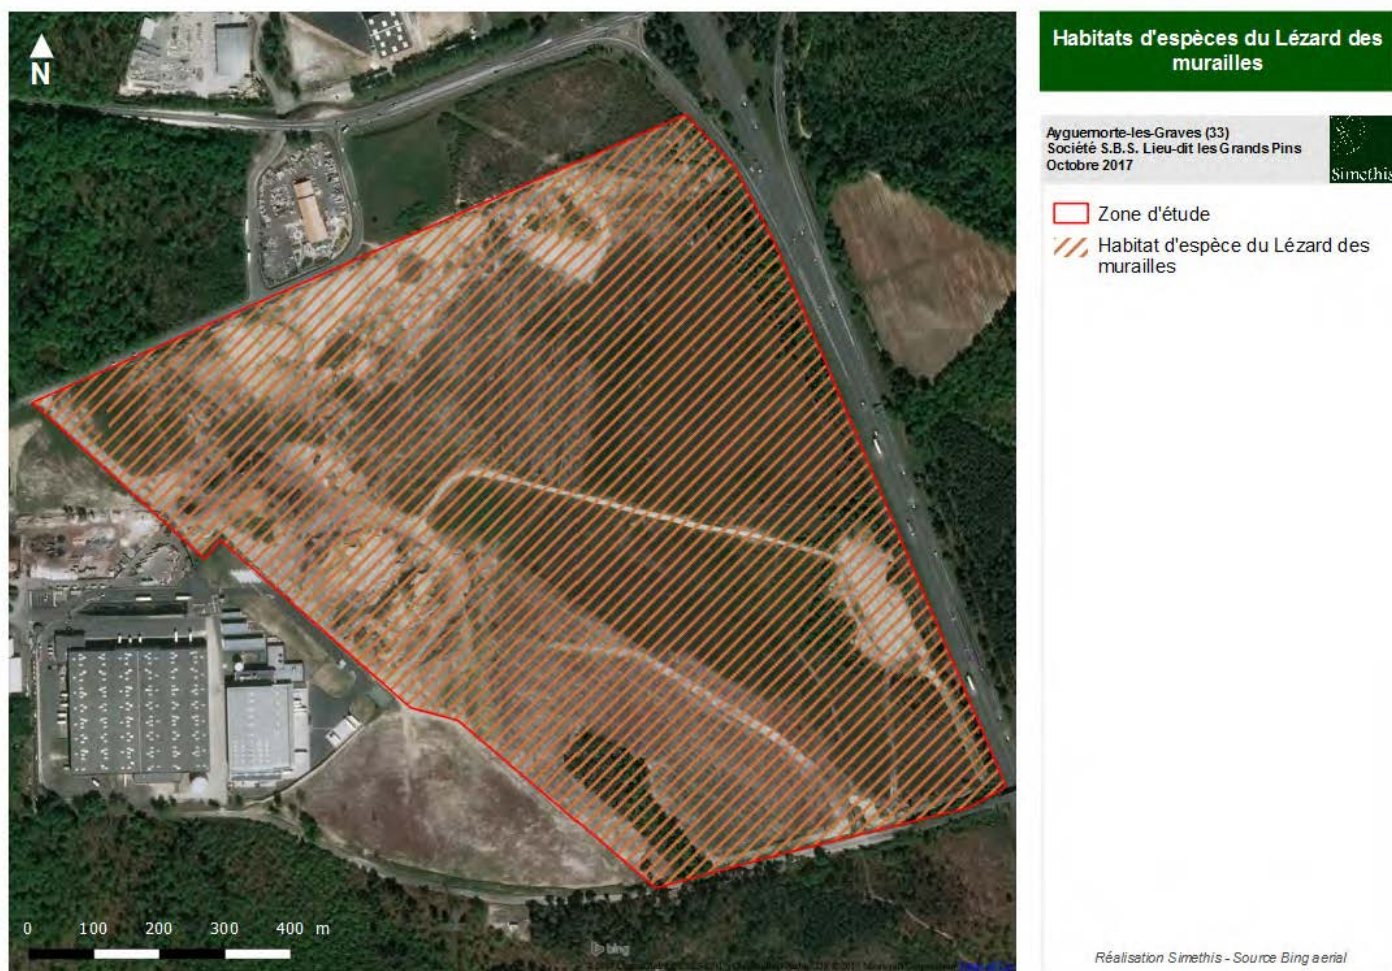 N
Habitats d'espèces du Lézard des
murailles
Ayguemorte-les-Graves (33)
Société S.B.S. Lieu-dit les Grands Pins
Octobre 2017
Simethis
Zone d'étude
Habitat d'espèce du Lézard des
murailles
0 100 200 300 400 m
bing
Réalisation Simethis - Source Bing aerial